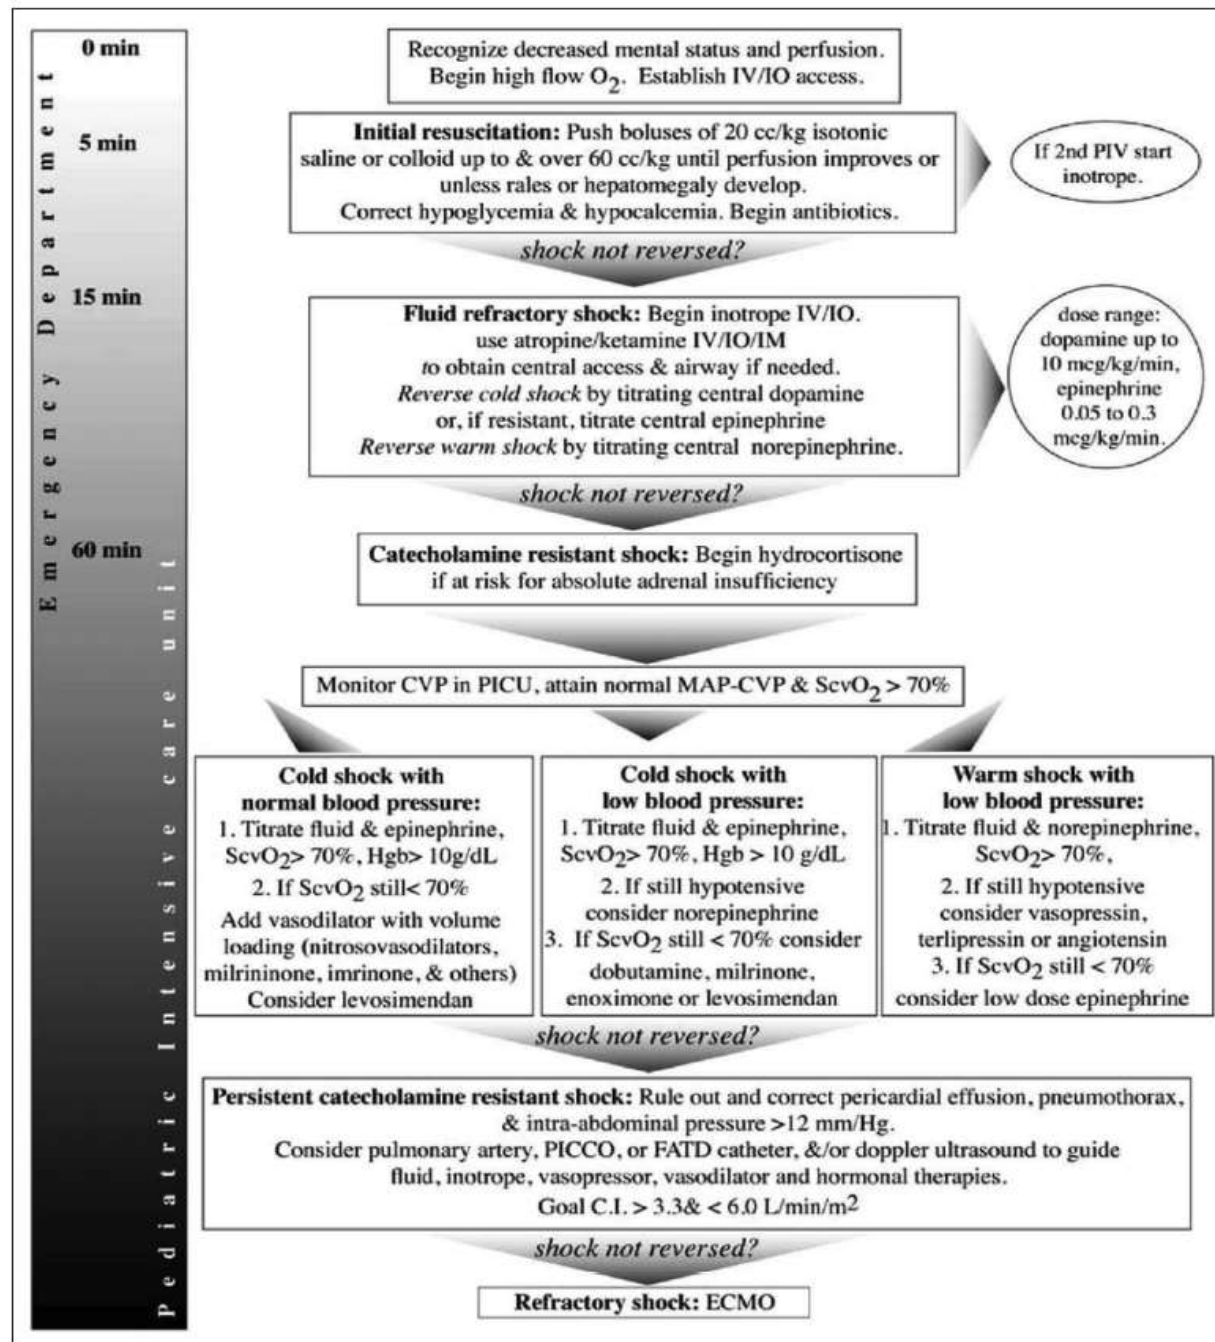 0 min
5 min
15 min
60 min
Emergency Department
Pediatric Intensive care unit
Recognize decreased mental status and perfusion.
Begin high flow O2. Establish IV/IO access.
Initial resuscitation: Push boluses of 20 cc/kg isotonic
saline or colloid up to & over 60 cc/kg until perfusion improves or
unless rales or hepatomegaly develop.
Correct hypoglycemia & hypocalcemia. Begin antibiotics.
If 2nd PIV start
inotrope.
shock not reversed?
Fluid refractory shock: Begin inotrope IV/IO.
use atropine/ketamine IV/IO/IM
to obtain central access & airway if needed.
Reverse cold shock by titrating central dopamine
or, if resistant, titrate central epinephrine
Reverse warm shock by titrating central norepinephrine.
dose range:
dopamine up to
10 mcg/kg/min,
epinephrine
0.05 to 0.3
mcg/kg/min.
shock not reversed?
Catecholamine resistant shock: Begin hydrocortisone
if at risk for absolute adrenal insufficiency
Monitor CVP in PICU, attain normal MAP-CVP & ScvO2 > 70%
Cold shock with
normal blood pressure:
1. Titrate fluid & epinephrine,
ScvO2> 70%, Hgb> 10g/dL
2. If ScvO2 still< 70%
Add vasodilator with volume
loading (nitrosovasodilators,
milrininone, imrinone, & others)
Consider levosimendan
Cold shock with
low blood pressure:
1. Titrate fluid & epinephrine,
ScvO2> 70%, Hgb > 10 g/dL
2. If still hypotensive
consider norepinephrine
3. If ScvO2 still < 70% consider
dobutamine, milrinone,
enoximone or levosimendan
Warm shock with
low blood pressure:
1. Titrate fluid & norepinephrine,
ScvO2> 70%,
2. If still hypotensive
consider vasopressin,
terlipressin or angiotensin
3. If ScvO2 still < 70%
consider low dose epinephrine
shock not reversed?
Persistent catecholamine resistant shock: Rule out and correct pericardial effusion, pneumothorax,
& intra-abdominal pressure >12 mm/Hg.
Consider pulmonary artery, PICCO, or FATD catheter, &/or doppler ultrasound to guide
fluid, inotrope, vasopressor, vasodilator and hormonal therapies.
Goal C.I. > 3.3& < 6.0 L/min/m2
shock not reversed?
Refractory shock: ECMO